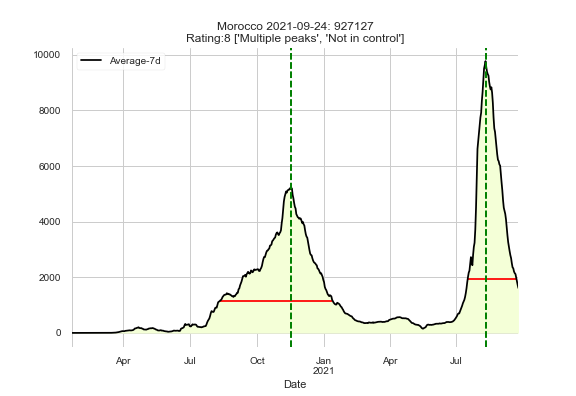 Morocco 2021-09-24: 927127
Rating:8 ['Multiple peaks', 'Not in control']
Average-7d
10000
8000
6000
4000
2000
0
Apr
Jul
Oct
Jan
2021
Apr
Jul
Date